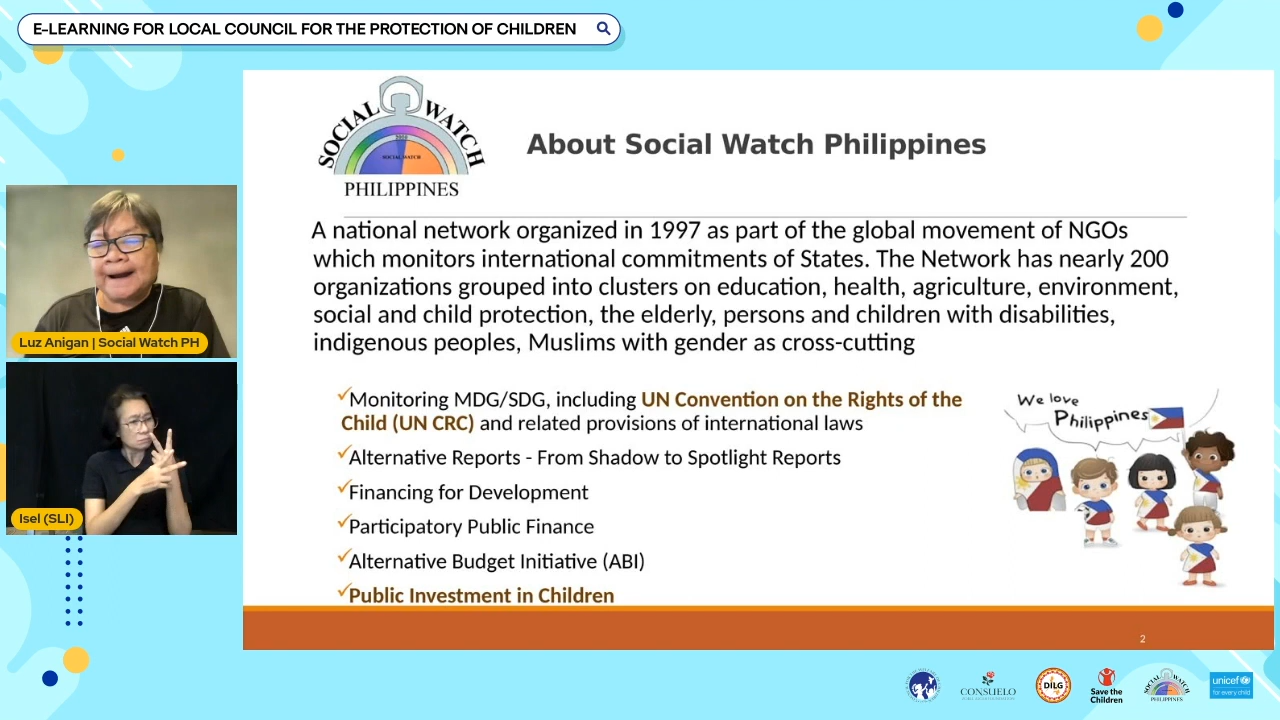 E-LEARNING FOR LOCAL COUNCIL FOR THE PROTECTION OF CHILDREN
SOCIAL WATCH
SOCIAL WATCH
PHILIPPINES
About Social Watch Philippines
A national network organized in 1997 as part of the global movement of NGOs
which monitors international commitments of States. The Network has nearly 200
organizations grouped into clusters on education, health, agriculture, environment,
social and child protection, the elderly, persons and children with disabilities,
indigenous peoples, Muslims with gender as cross-cutting
✓Monitoring MDG/SDG, including UN Convention on the Rights of the
Child (UN CRC) and related provisions of international laws
✓Alternative Reports - From Shadow to Spotlight Reports
✓Financing for Development
✓Participatory Public Finance
✓Alternative Budget Initiative (ABI)
✓Public Investment in Children
We love
Philippines
2
Luz Anigan | Social Watch PH
Isel (SLI)
CONSUELO
DILG
Save the
Children
SOCIAL WATCH
PHILIPPINES
unicef
for every child